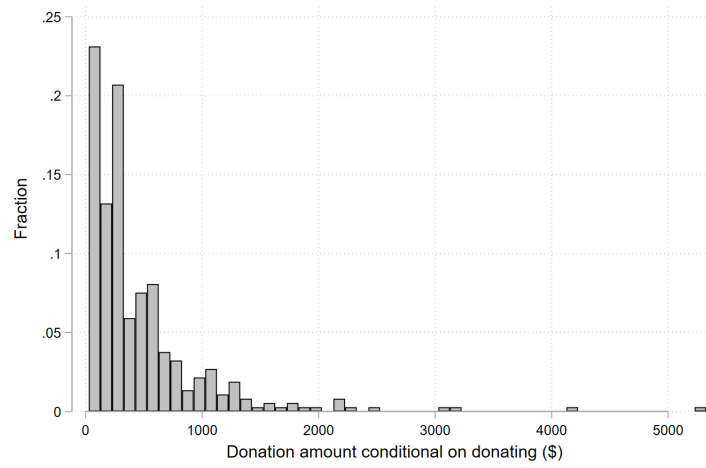 .25
.2
.15
.1
.05
0
Fraction
0 1000 2000 3000 4000 5000
Donation amount conditional on donating ($)